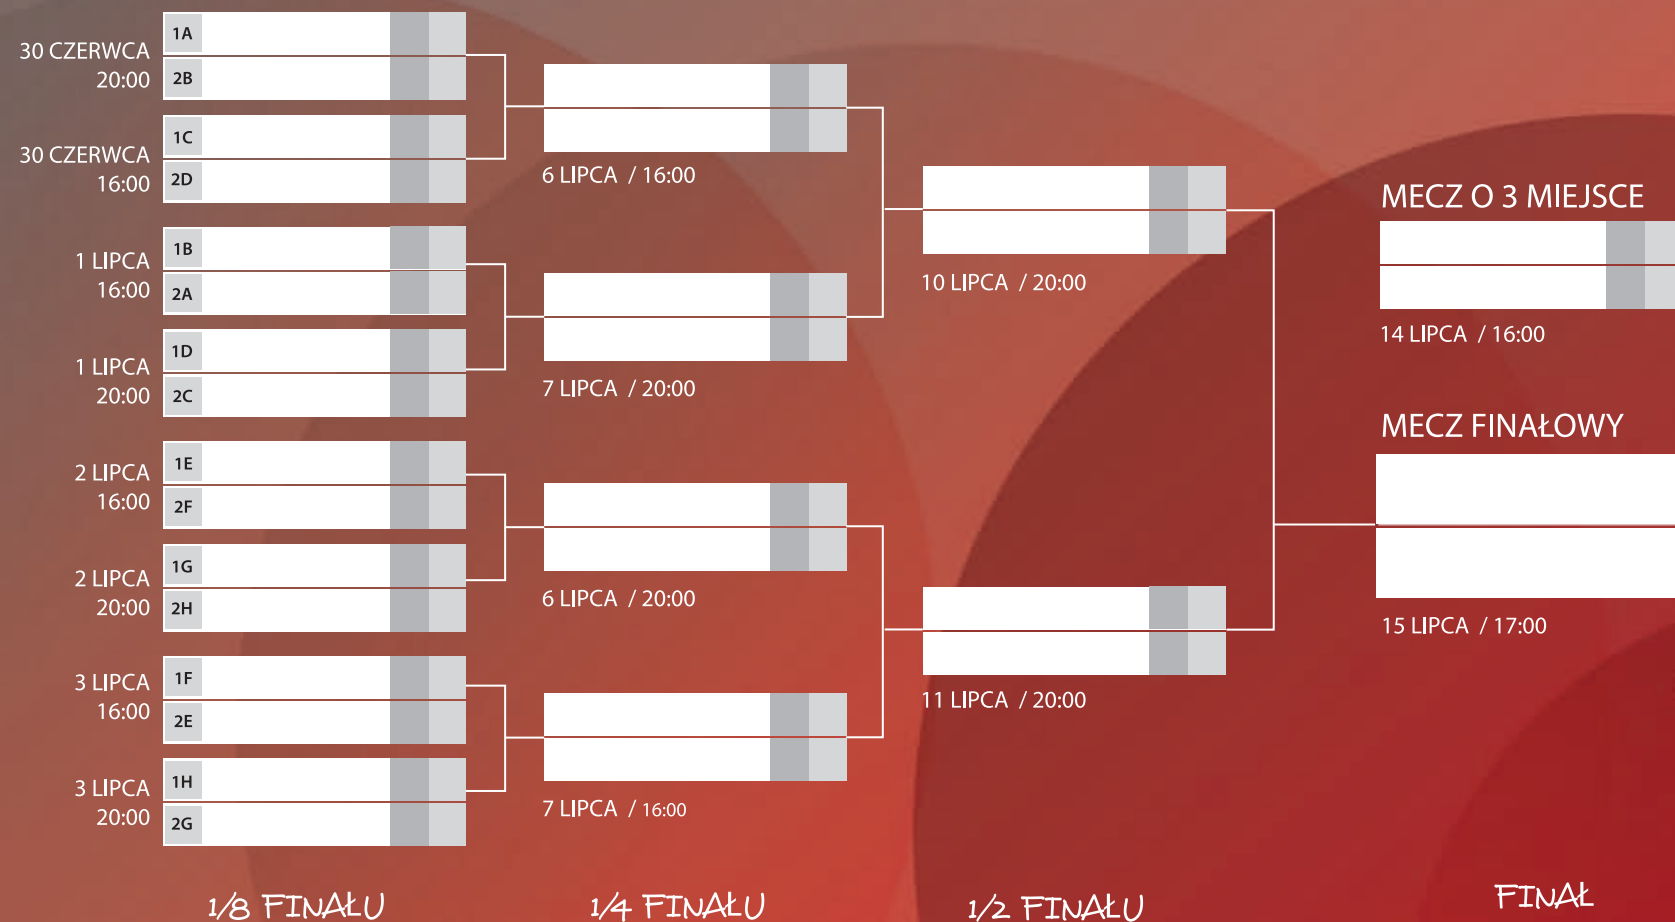 30 CZERWCA
20:00
1A
2B
30 CZERWCA
16:00
1C
2D
1 LIPCA
16:00
1B
2A
1 LIPCA
20:00
1D
2C
2 LIPCA
16:00
1E
2F
2 LIPCA
20:00
1G
2H
3 LIPCA
16:00
1F
2E
3 LIPCA
20:00
1H
2G
1/8 FINAŁU
6 LIPCA / 16:00
7 LIPCA / 20:00
6 LIPCA / 20:00
7 LIPCA / 16:00
1/4 FINAŁU
10 LIPCA / 20:00
11 LIPCA / 20:00
1/2 FINAŁU
MECZ O 3 MIEJSCE
14 LIPCA / 16:00
MECZ FINAŁOWY
15 LIPCA / 17:00
FINAŁ